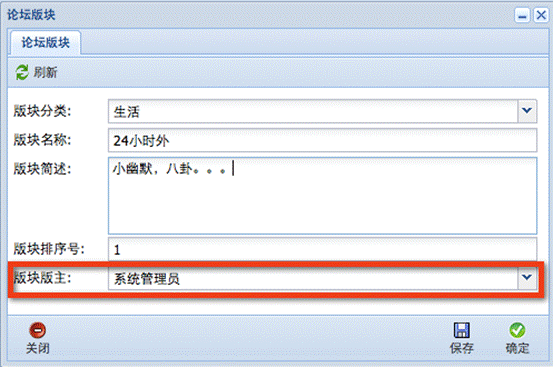 论坛版块
论坛版块
刷新
版块分类: 生活
版块名称: 24小时外
版块简述: 小幽默，八卦。。。
版块排序号: 1
版块版主: 系统管理员
关闭 保存 确定